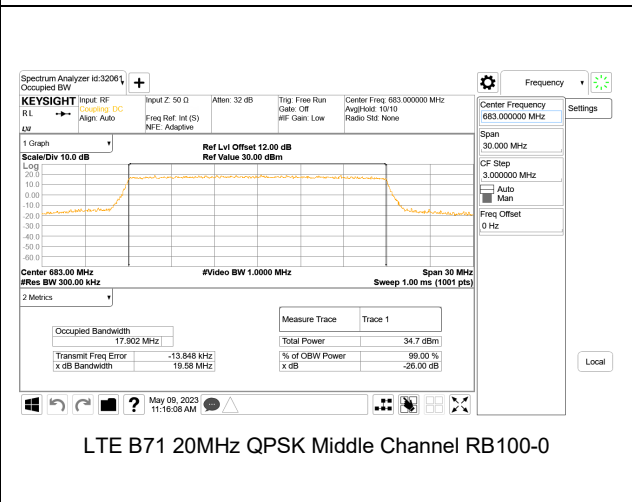 Spectrum Analyzer id:32061
Occupied BW
Frequency
KEYSIGHT Input: RF Input Z: 50 Ω Atten: 32 dB Trig: Free Run Center Freq: 683.000000 MHz
R L Coupling: DC Gate: Off Avg|Hold: 10/10
Align: Auto Freq Ref: Int (S) #IF Gain: Low Radio Std: None
NFE: Adaptive
Center Frequency
683.000000 MHz
Settings
Span
30.000 MHz
CF Step
3.000000 MHz
Auto
Man
Freq Offset
0 Hz
Local
1 Graph
Ref Lvl Offset 12.00 dB
Scale/Div 10.0 dB Ref Value 30.00 dBm
Log
20.0
10.0
0.00
-10.0
-20.0
-30.0
-40.0
-50.0
-60.0
Center 683.00 MHz #Video BW 1.0000 MHz Span 30 MHz
#Res BW 300.00 kHz Sweep 1.00 ms (1001 pts)
2 Metrics
Measure Trace Trace 1
Occupied Bandwidth
17.902 MHz Total Power 34.7 dBm
Transmit Freq Error -13.848 kHz % of OBW Power 99.00 %
x dB Bandwidth 19.58 MHz x dB -26.00 dB
May 09, 2023
11:16:08 AM
LTE B71 20MHz QPSK Middle Channel RB100-0